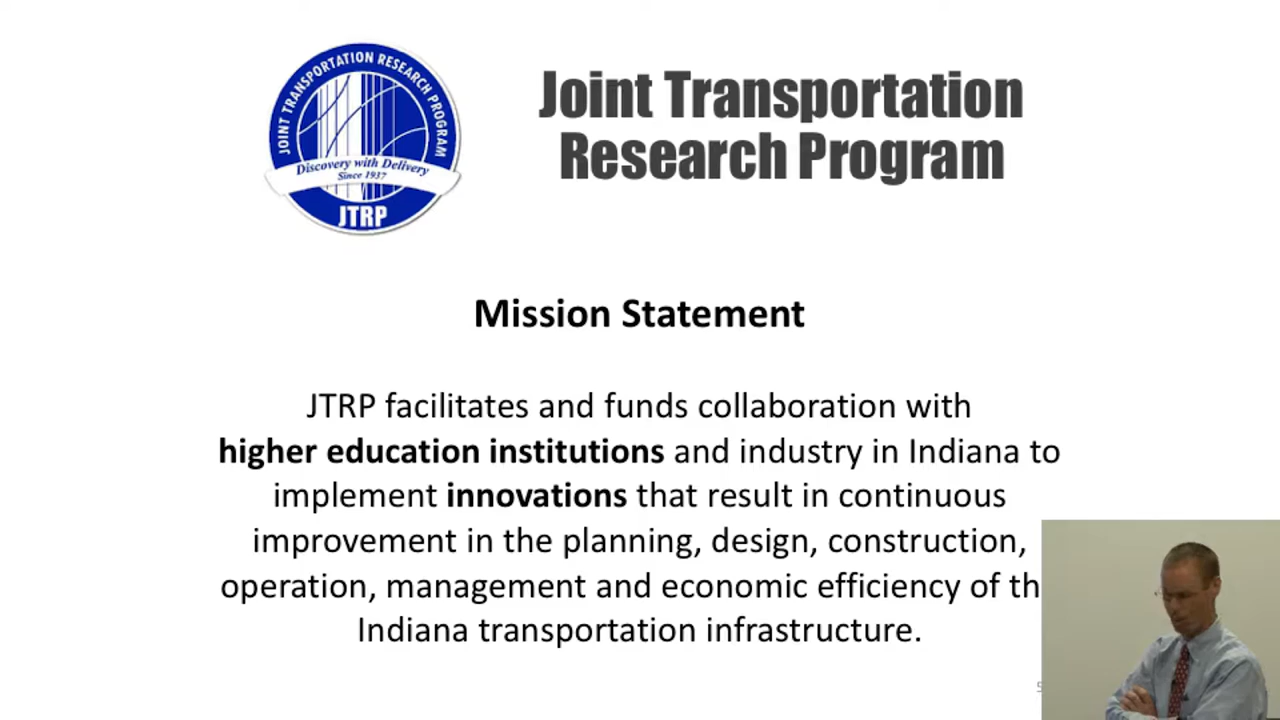 JOINT TRANSPORTATION RESEARCH PROGRAM
Discovery with Delivery
Since 1937
JTRP
Joint Transportation
Research Program
Mission Statement
JTRP facilitates and funds collaboration with
higher education institutions and industry in Indiana to
implement innovations that result in continuous
improvement in the planning, design, construction,
operation, management and economic efficiency of th
Indiana transportation infrastructure.
5